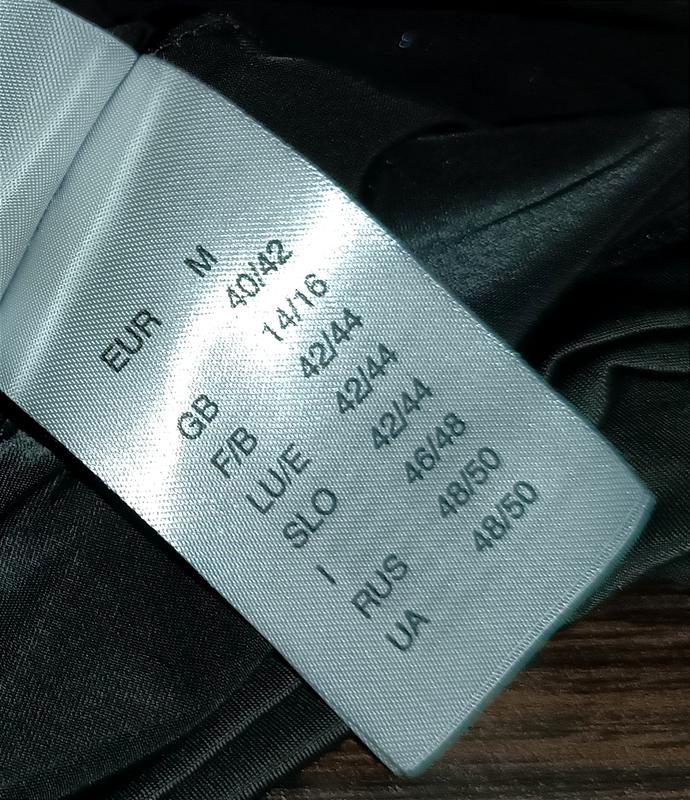 EUR M
40/42
GB 14/16
F/B 42/44
LU/E 42/44
SLO 42/44
I 46/48
RUS 48/50
UA 48/50